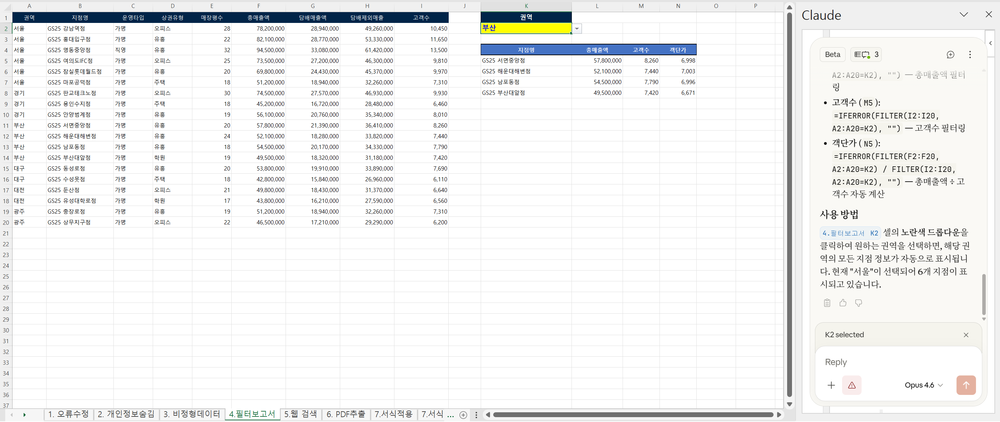 A B C D E F G H I J K L M N O P
1 권역 지점명 운영타입 상권유형 매장평수 총매출액 담배매출액 담배제외매출 고객수 권역
2 서울 GS25 강남역점 가맹 오피스 28 78,200,000 28,940,000 49,260,000 10,450 부산
3 서울 GS25 홍대입구점 가맹 유흥 22 82,100,000 28,770,000 53,330,000 11,650
4 서울 GS25 명동중앙점 직영 유흥 32 94,500,000 33,080,000 61,420,000 13,500 지점명 총매출액 고객수 객단가
5 서울 GS25 여의도IFC점 가맹 오피스 25 73,500,000 27,200,000 46,300,000 9,810 GS25 서면중앙점 57,800,000 8,260 6,998
6 서울 GS25 잠실롯데월드점 가맹 유흥 20 69,800,000 24,430,000 45,370,000 9,970 GS25 해운대해변점 52,100,000 7,440 7,003
7 서울 GS25 마포공덕점 가맹 주택 18 51,200,000 18,940,000 32,260,000 7,310 GS25 남포동점 54,500,000 7,790 6,996
8 경기 GS25 판교테크노점 가맹 오피스 30 74,500,000 27,570,000 46,930,000 9,930 GS25 부산대앞점 49,500,000 7,420 6,671
9 경기 GS25 용인수지점 가맹 주택 18 45,200,000 16,720,000 28,480,000 6,460
10 경기 GS25 안양범계점 가맹 유흥 19 56,100,000 20,760,000 35,340,000 8,010
11 부산 GS25 서면중앙점 가맹 유흥 20 57,800,000 21,390,000 36,410,000 8,260
12 부산 GS25 해운대해변점 가맹 유흥 24 52,100,000 18,280,000 33,820,000 7,440
13 부산 GS25 남포동점 가맹 유흥 18 54,500,000 20,170,000 34,330,000 7,790
14 부산 GS25 부산대앞점 가맹 학원 19 49,500,000 18,320,000 31,180,000 7,420
15 대구 GS25 동성로점 가맹 유흥 20 53,800,000 19,910,000 33,890,000 7,690
16 대구 GS25 수성못점 가맹 주택 18 42,800,000 15,840,000 26,960,000 6,110
17 대전 GS25 둔산점 가맹 오피스 21 49,800,000 18,430,000 31,370,000 6,640
18 대전 GS25 유성대학로점 가맹 학원 17 43,800,000 16,210,000 27,590,000 6,560
19 광주 GS25 충장로점 가맹 유흥 19 51,200,000 18,940,000 32,260,000 7,310
20 광주 GS25 상무지구점 가맹 오피스 22 46,500,000 17,210,000 29,290,000 6,200
21
22
23
24
25
26
27
28
29
30
31
32
33
34
35
36
37
1. 오류수정 2. 개인정보숨김 3. 비정형데이터 4.필터보고서 5.웹 검색 6. PDF추출 7.서식적용 7.서식 ...
Claude
Beta 3
A2:A20=K2), "") — 총매출액 필터
링
• 고객수 ( M5 ):
=IFERROR(FILTER(I2:I20,
A2:A20=K2), "") — 고객수 필터링
• 객단가 ( N5 ):
=IFERROR(FILTER(F2:F20,
A2:A20=K2) / FILTER(I2:I20,
A2:A20=K2), "") — 총매출액 ÷ 고
객수 자동 계산
사용 방법
4.필터보고서 K2 셀의 노란색 드롭다운을
클릭하여 원하는 권역을 선택하면, 해당 권
역의 모든 지점 정보가 자동으로 표시됩니
다. 현재 "서울"이 선택되어 6개 지점이 표
시되고 있습니다.
K2 selected
Reply
Opus 4.6